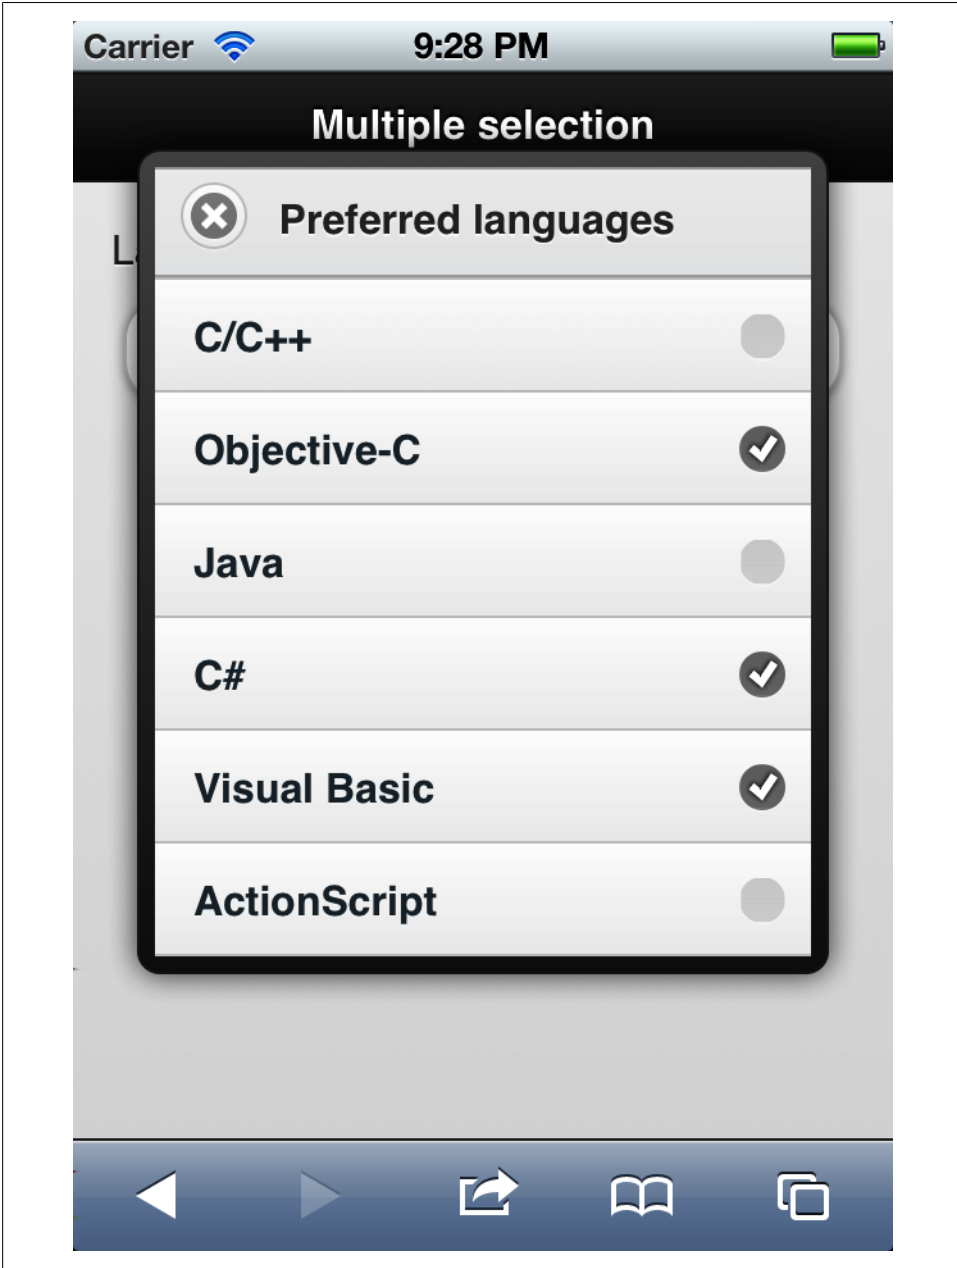 Carrier 9:28 PM
Multiple selection
Preferred languages
C/C++
Objective-C
Java
C#
Visual Basic
ActionScript